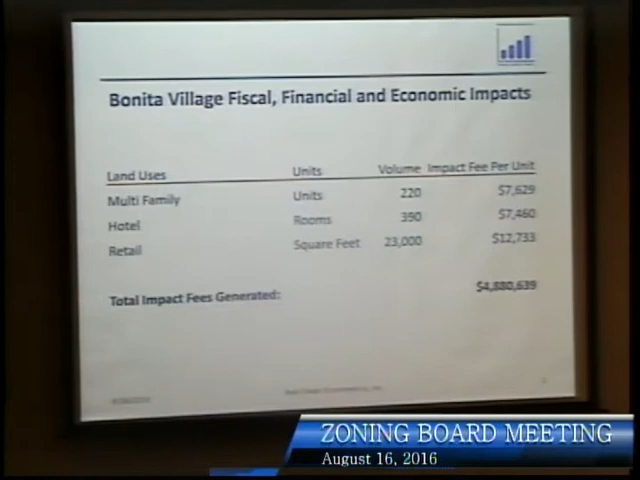 Bonita Village Fiscal, Financial and Economic Impacts
Land Uses Units Volume Impact Fee Per Unit
Multi Family Units 220 $7,629
Hotel Rooms 390 $7,460
Retail Square Feet 23,000 $12,733
Total Impact Fees Generated: $4,880,639
ZONING BOARD MEETING
August 16, 2016